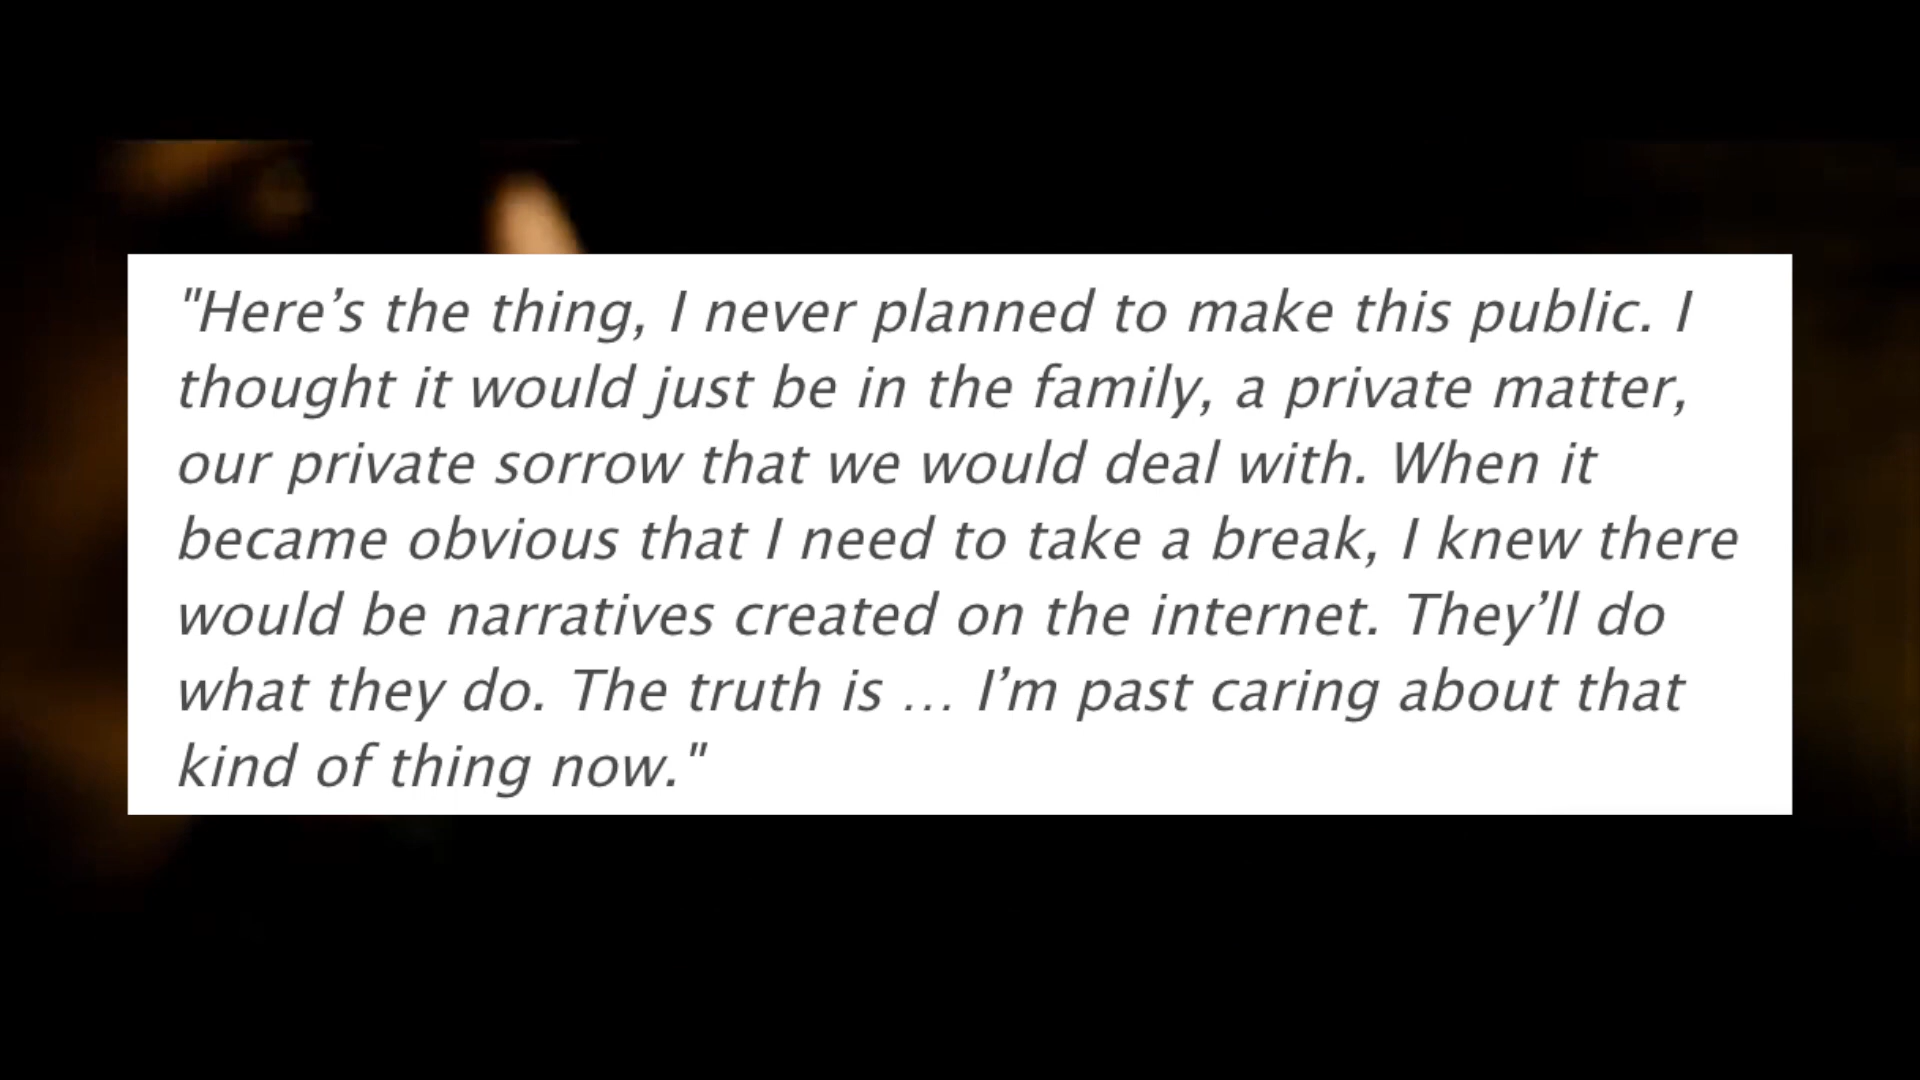 "Here’s the thing, I never planned to make this public. I
thought it would just be in the family, a private matter,
our private sorrow that we would deal with. When it
became obvious that I need to take a break, I knew there
would be narratives created on the internet. They’ll do
what they do. The truth is … I’m past caring about that
kind of thing now."